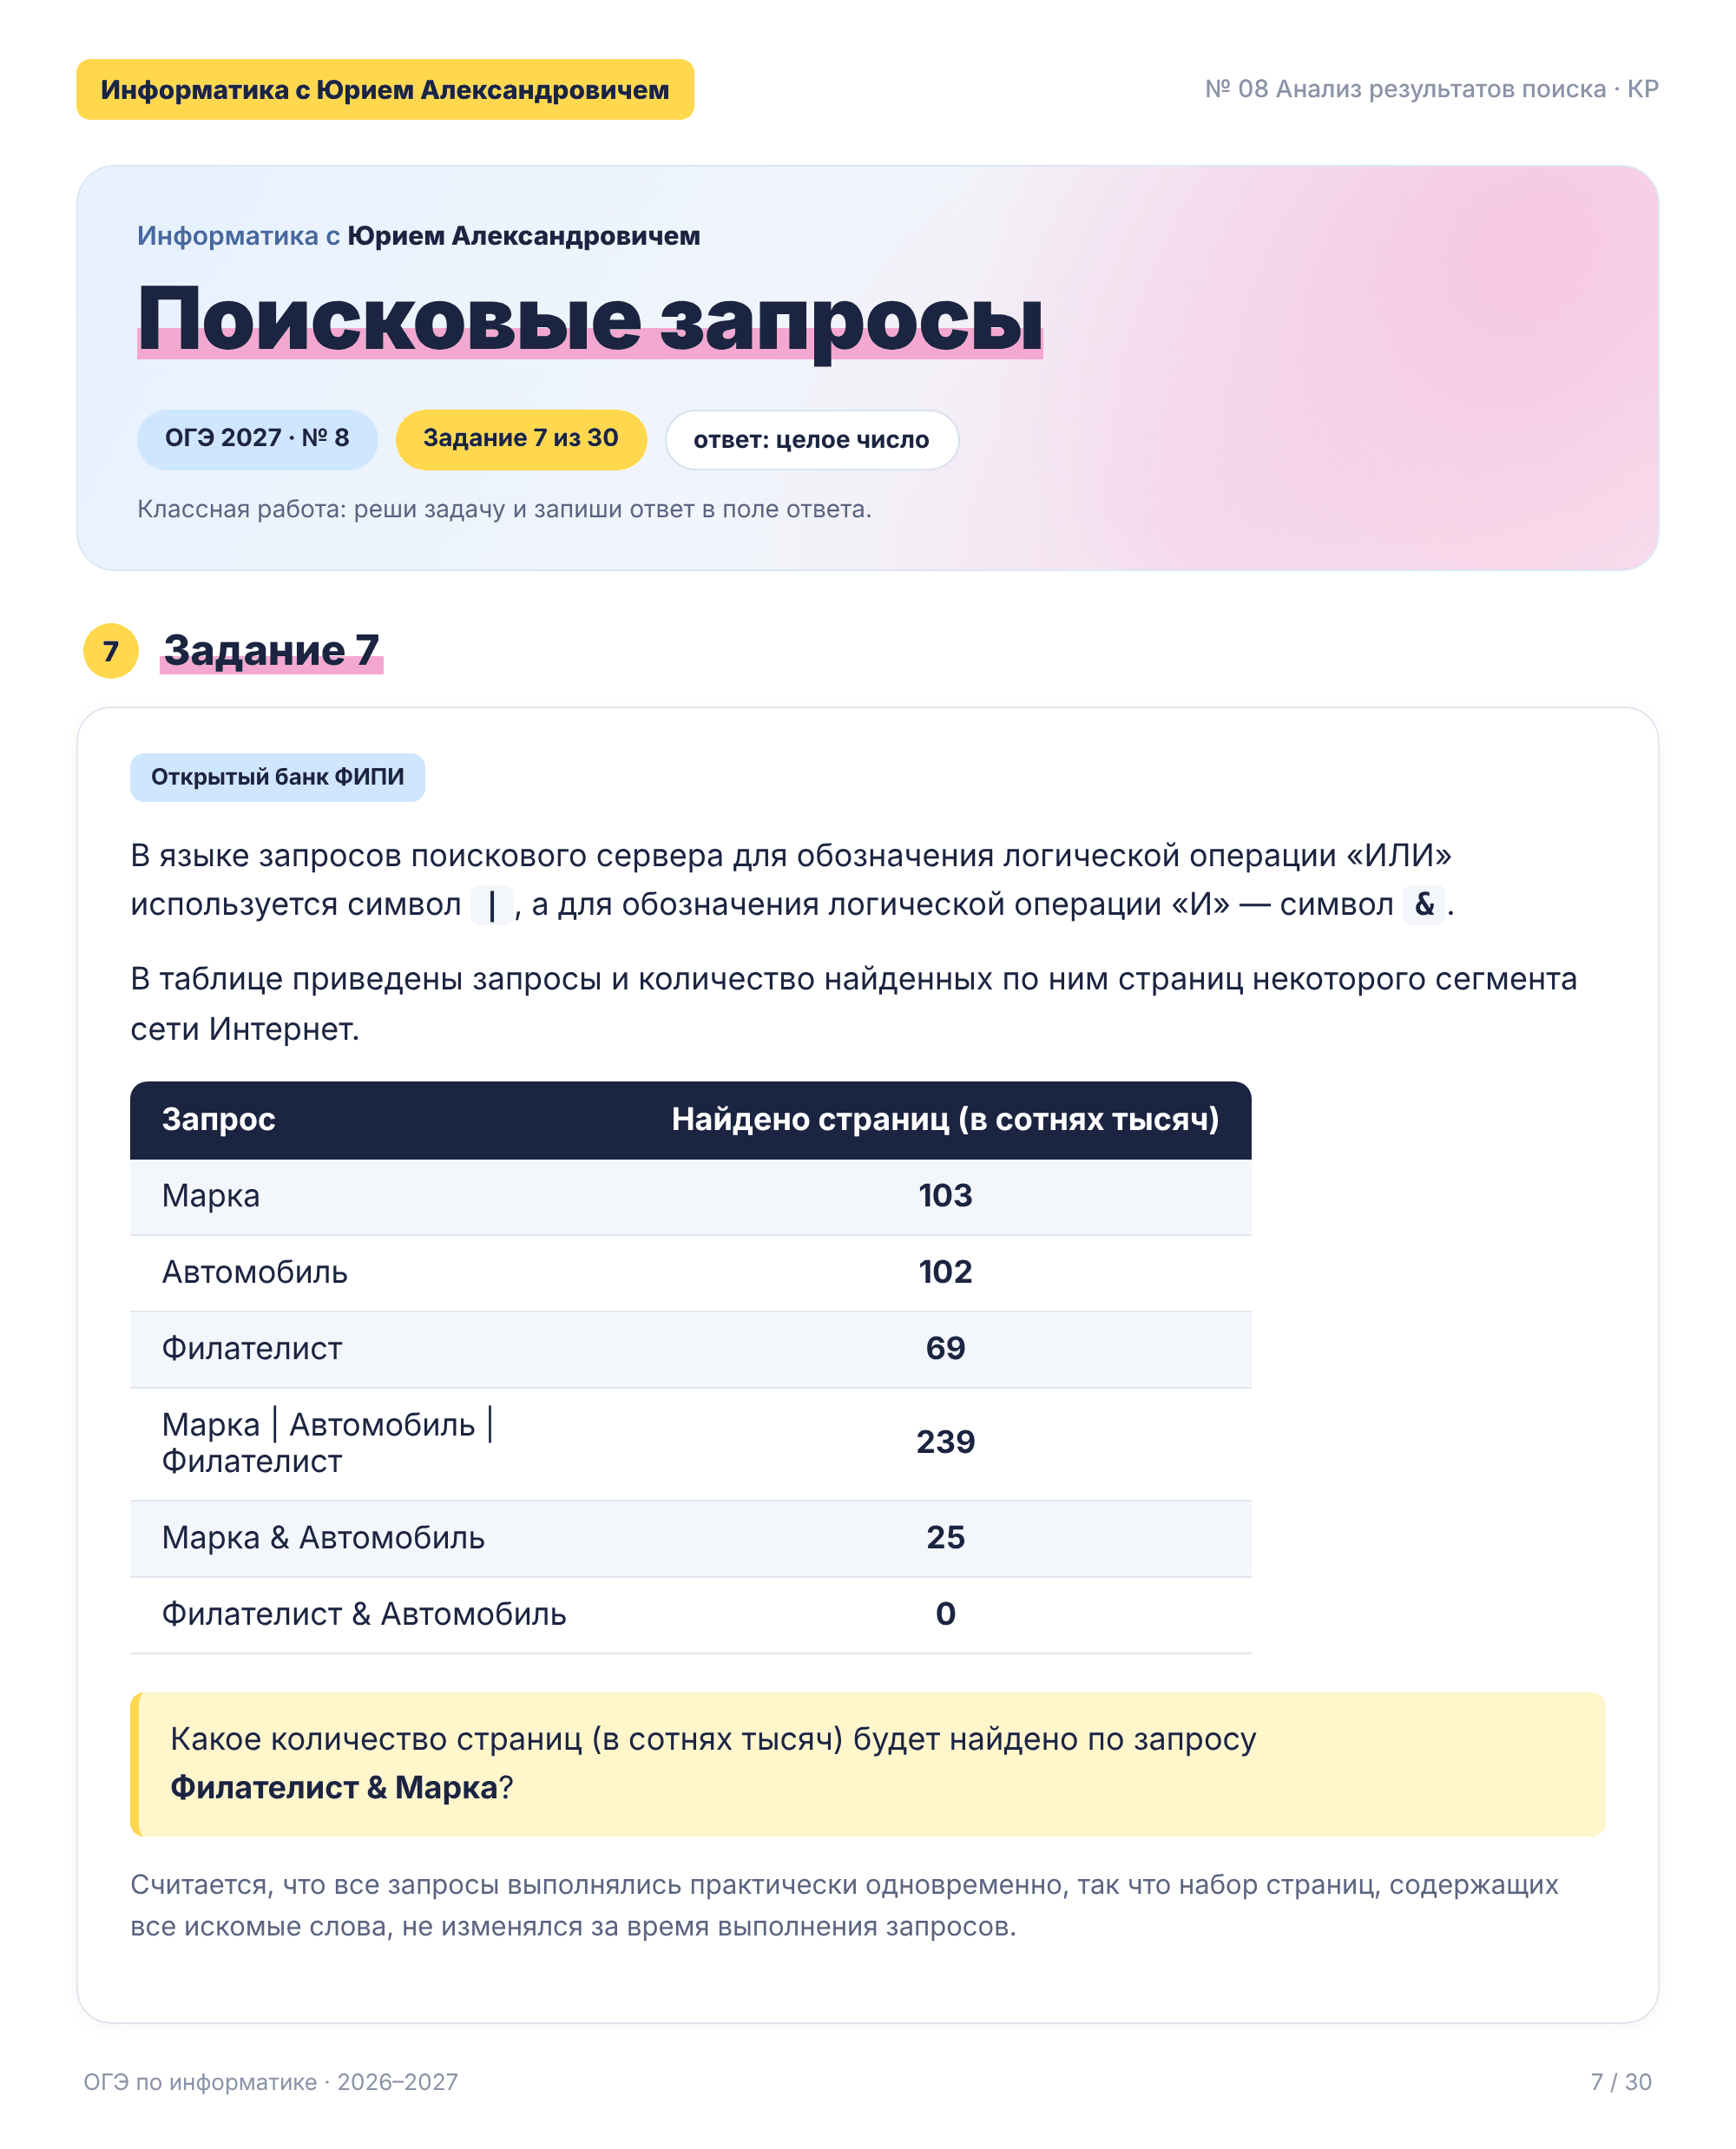 Информатика с Юрием Александровичем
№ 08 Анализ результатов поиска · КР
Информатика с Юрием Александровичем
Поисковые запросы
ОГЭ 2027 · № 8
Задание 7 из 30
ответ: целое число
Классная работа: реши задачу и запиши ответ в поле ответа.
7 Задание 7
Открытый банк ФИПИ
В языке запросов поискового сервера для обозначения логической операции «ИЛИ»
используется символ |, а для обозначения логической операции «И» — символ &.
В таблице приведены запросы и количество найденных по ним страниц некоторого сегмента
сети Интернет.
Запрос Найдено страниц (в сотнях тысяч)
Марка 103
Автомобиль 102
Филателист 69
Марка | Автомобиль |
Филателист 239
Марка & Автомобиль 25
Филателист & Автомобиль 0
Какое количество страниц (в сотнях тысяч) будет найдено по запросу
Филателист & Марка?
Считается, что все запросы выполнялись практически одновременно, так что набор страниц, содержащих
все искомые слова, не изменялся за время выполнения запросов.
ОГЭ по информатике · 2026–2027
7 / 30